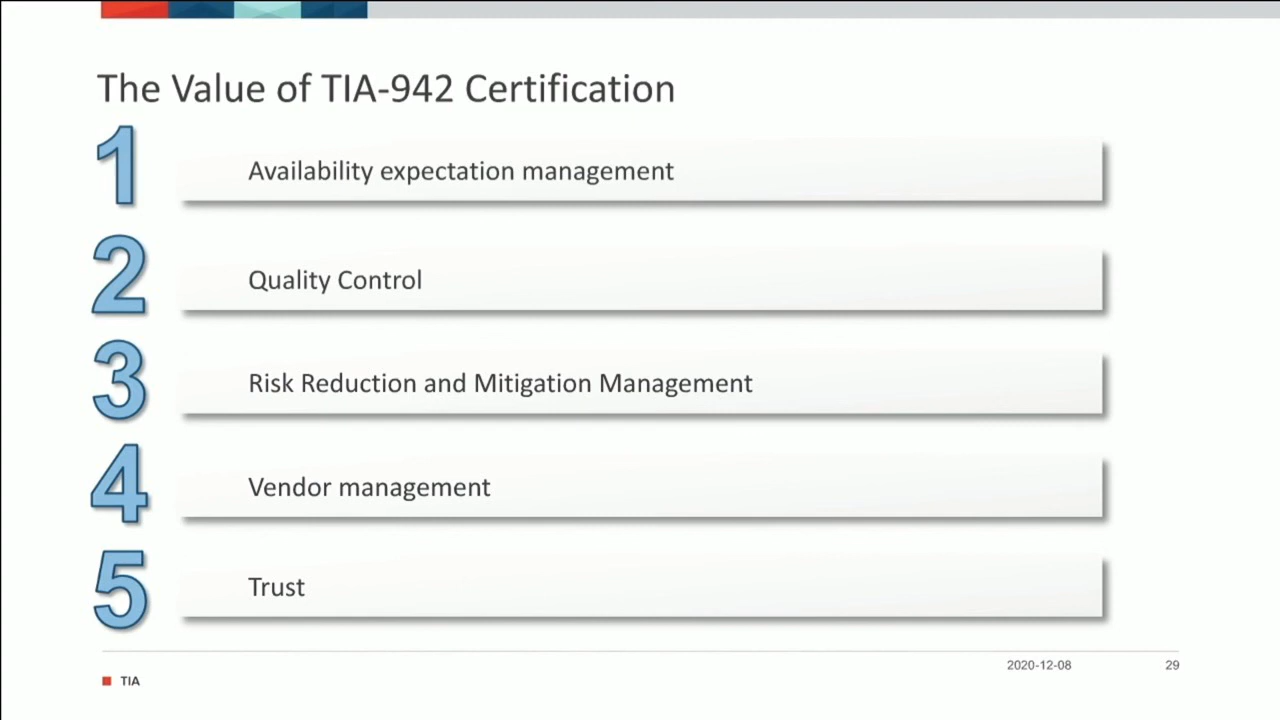 The Value of TIA-942 Certification
1
Availability expectation management
2
Quality Control
3
Risk Reduction and Mitigation Management
4
Vendor management
5
Trust
2020-12-08
29
TIA